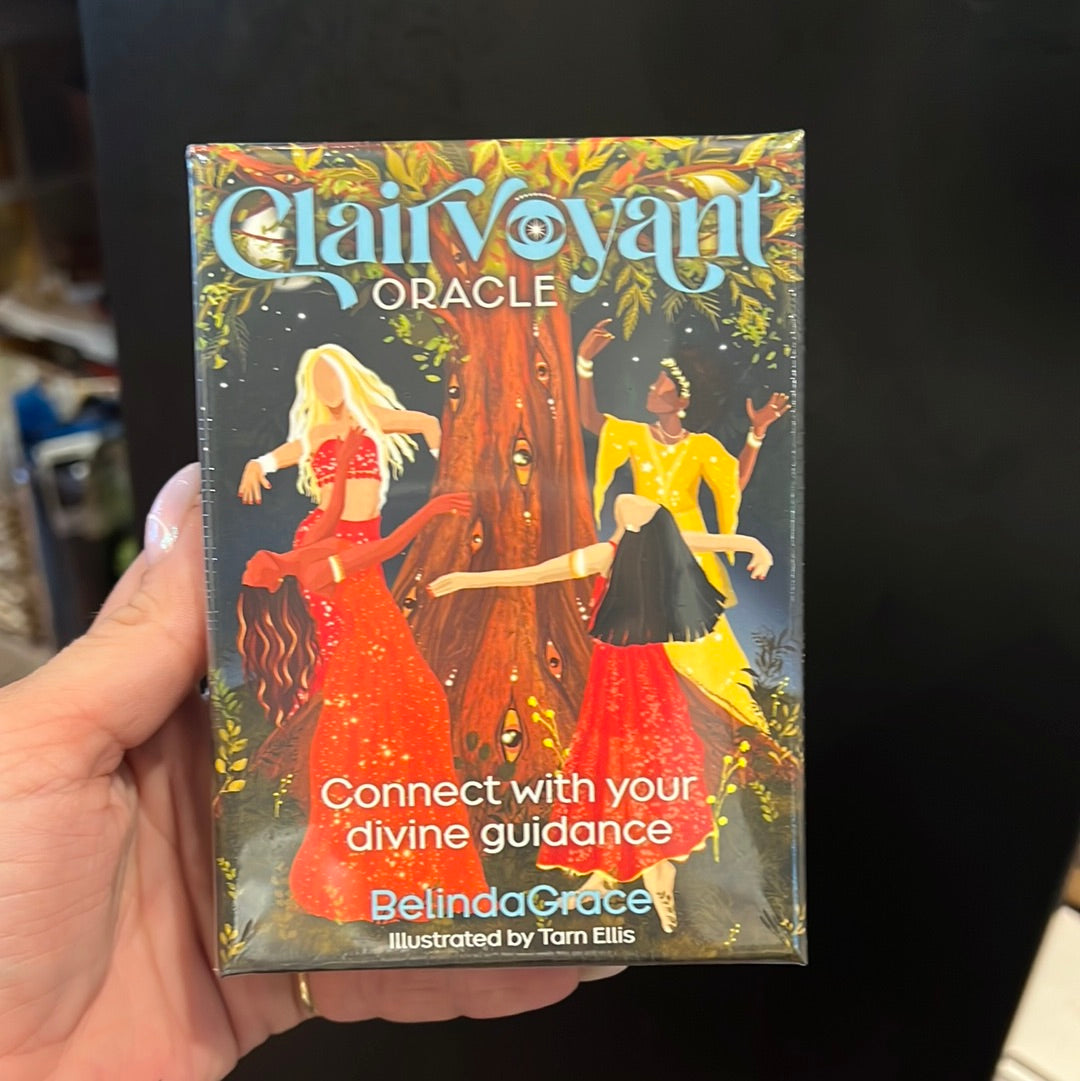 Clairvoyant
ORACLE
Connect with your
divine guidance
BelindaGrace
Illustrated by Tarn Ellis